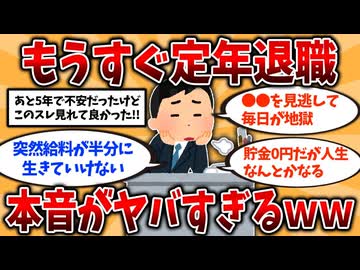 もうすぐ定年退職
あと5年で不安だったけど
このスレ見れて良かった!!
●●を見逃して
毎日が地獄
突然給料が半分に
生きていけない
貯金0円だが人生
なんとかなる
本音がヤバすぎるww